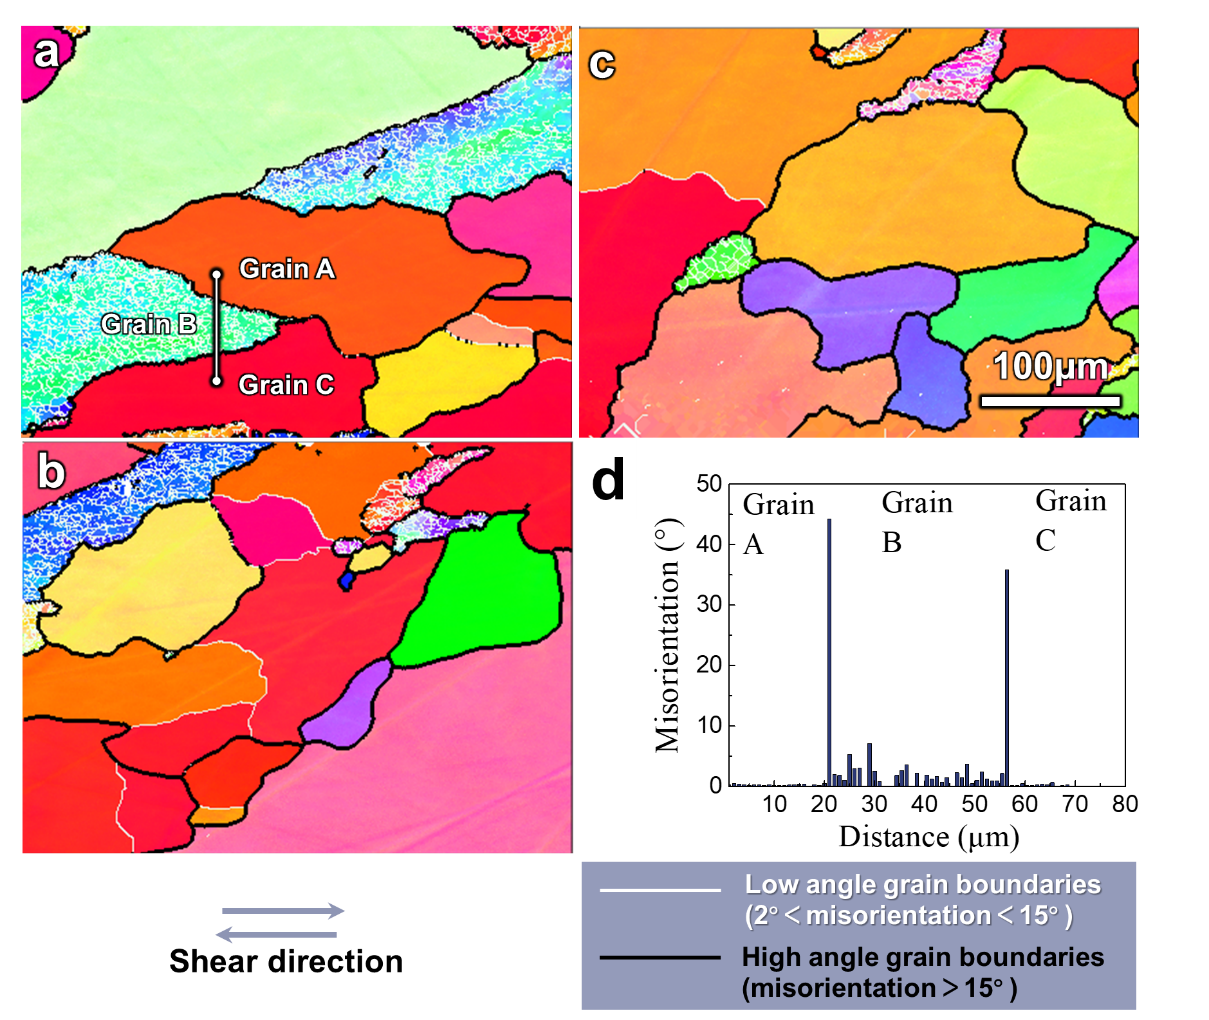 a
Grain A
Grain B
Grain C
c
100µm
b
d
50
40
30
20
10
0
Misorientation (°)
Grain
A
Grain
B
Grain
C
10 20 30 40 50 60 70 80
Distance (µm)
Shear direction
Low angle grain boundaries
(2° < misorientation < 15° )
High angle grain boundaries
(misorientation > 15° )